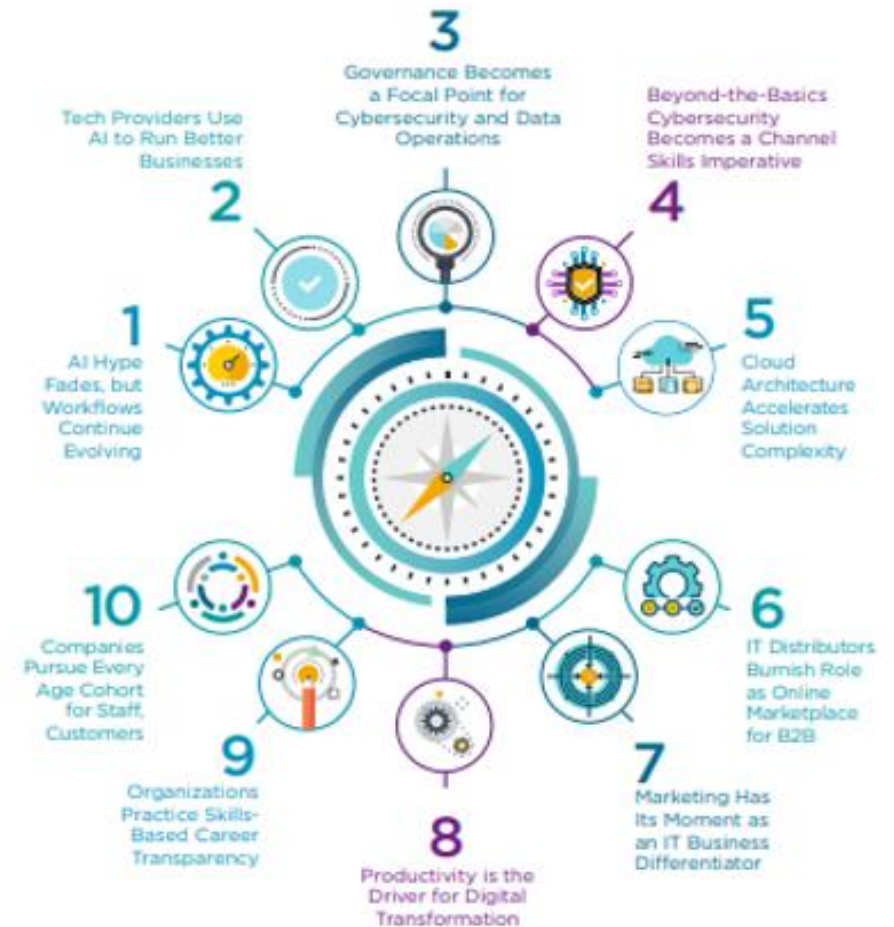 1
AI Hype
Fades, but
Workflows
Continue
Evolving
2
Tech Providers Use
AI to Run Better
Businesses
3
Governance Becomes
a Focal Point for
Cybersecurity and Data
Operations
4
Beyond-the-Basics
Cybersecurity
Becomes a Channel
Skills Imperative
5
Cloud
Architecture
Accelerates
Solution
Complexity
6
IT Distributors
Burnish Role
as Online
Marketplace
for B2B
7
Marketing Has
Its Moment as
an IT Business
Differentiator
8
Productivity is the
Driver for Digital
Transformation
9
Organizations
Practice Skills-
Based Career
Transparency
10
Companies
Pursue Every
Age Cohort
for Staff,
Customers